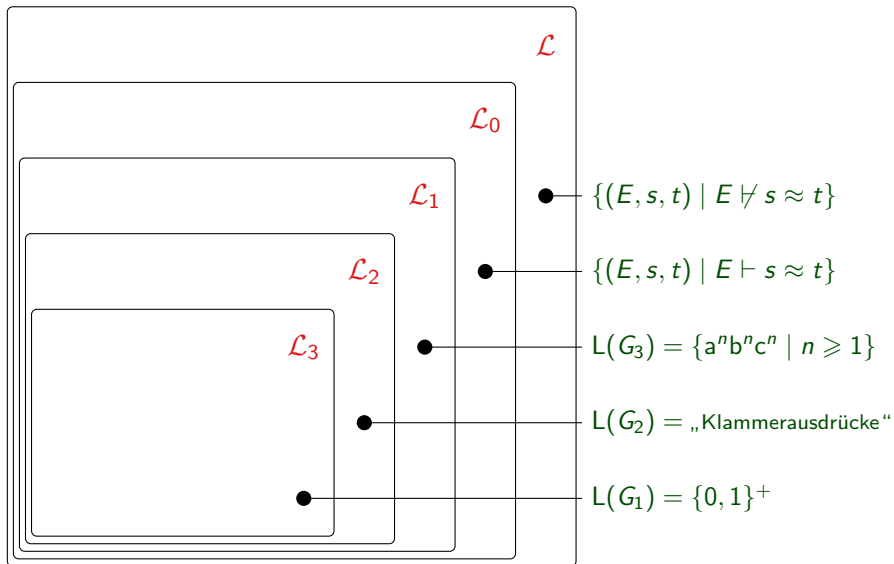 ℒ
ℒ₀
ℒ₁
ℒ₂
ℒ₃
{(E, s, t) | E ⊬ s ≈ t}
{(E, s, t) | E ⊢ s ≈ t}
L(G₃) = {aⁿbⁿcⁿ | n ⩾ 1}
L(G₂) = „Klammerausdrücke“
L(G₁) = {0, 1}⁺